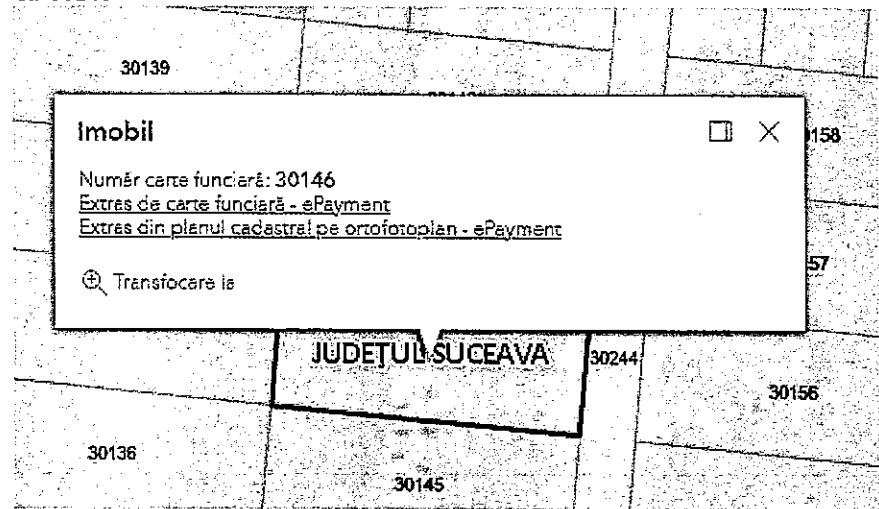 30139
Imobil
158
Număr carte funciară: 30146
Extras de carte funciară - ePayment
Extras din planul cadastral pe ortofotoplan - ePayment
57
Transfocare la
JUDEȚUL SUCEAVA
30244
30156
30136
30145